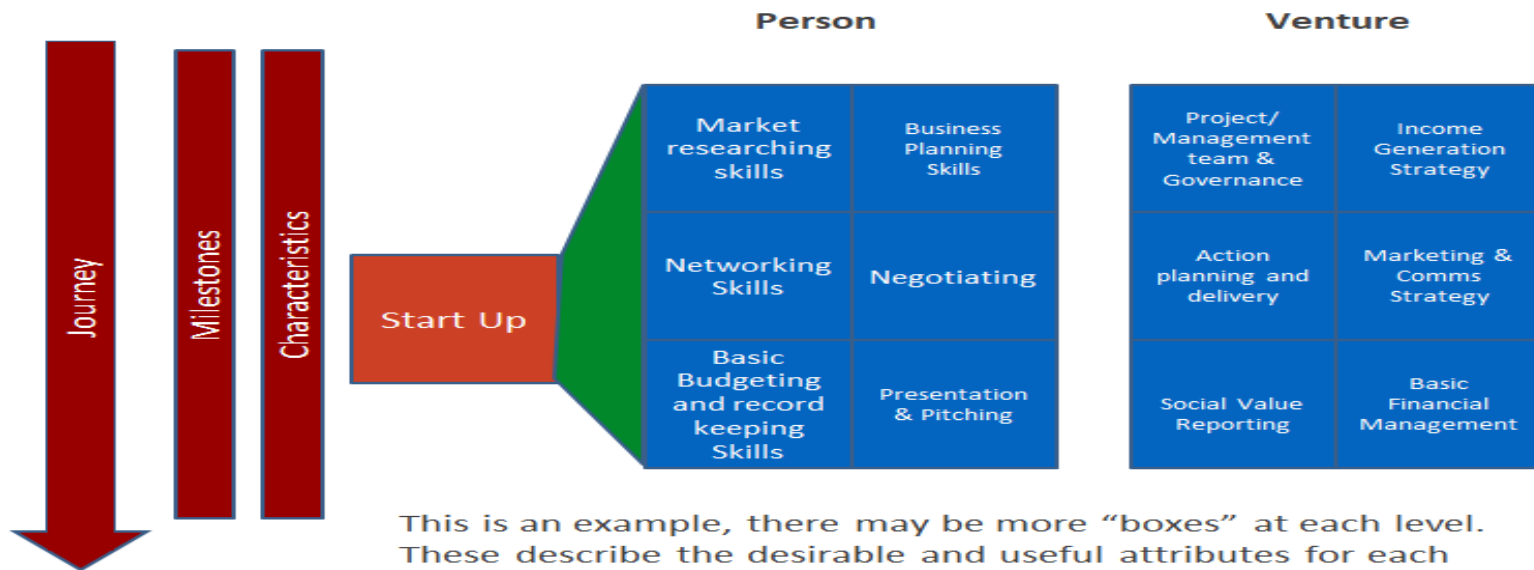 Person
Venture
Journey
Milestones
Characteristics
Start Up
Market
researching
skills
Business
Planning
Skills
Networking
Skills
Negotiating
Basic
Budgeting
and record
keeping
Skills
Presentation
& Pitching
Project/
Management
team &
Governance
Income
Generation
Strategy
Action
planning and
delivery
Marketing &
Comms
Strategy
Social Value
Reporting
Basic
Financial
Management
This is an example, there may be more “boxes” at each level.
These describe the desirable and useful attributes for each